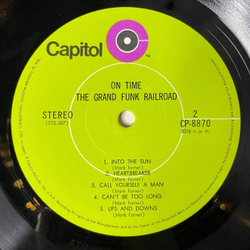 Capitol
ON TIME
THE GRAND FUNK RAILROAD
STEREO
2
CP-8870
1. INTO THE SUN
(Mark Farner)
2. HEARTBREAKER
(Mark Farner)
3. CALL YOURSELF A MAN
(Mark Farner)
4. CAN'T BE TOO LONG
(Mark Farner)
5. UPS AND DOWNS
(Mark Farner)